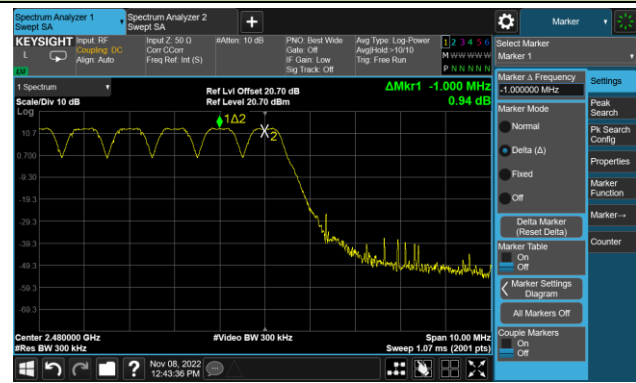 Spectrum Analyzer 1
Swept SA
Spectrum Analyzer 2
Swept SA
+
Marker
KEYSIGHT
L
Input: RF
Coupling: DC
Align: Auto
Input Z: 50 Ω
Corr CCorr
Freq Ref: Int (S)
#Atten: 10 dB
PNO: Best Wide
Gate: Off
IF Gain: Low
Sig Track: Off
Avg Type: Log-Power
Avg|Hold:>10/10
Trig: Free Run
1 2 3 4 5 6
M W W W W W
P N N N N N
Select Marker
Marker 1
1 Spectrum
Scale/Div 10 dB
Log
Ref Lvl Offset 20.70 dB
Ref Level 20.70 dBm
ΔMkr1 -1.000 MHz
0.94 dB
1Δ2
2
10.7
0.700
-9.30
-19.3
-29.3
-39.3
-49.3
-59.3
-69.3
Center 2.480000 GHz
#Res BW 300 kHz
#Video BW 300 kHz
Span 10.00 MHz
Sweep 1.07 ms (2001 pts)
Marker Δ Frequency
-1.000000 MHz
Marker Mode
Normal
Delta (Δ)
Fixed
Off
Delta Marker
(Reset Delta)
Marker Table
On
Off
Marker Settings
Diagram
All Markers Off
Couple Markers
On
Off
Settings
Peak
Search
Pk Search
Config
Properties
Marker
Function
Marker→
Counter
?
Nov 08, 2022
12:43:36 PM